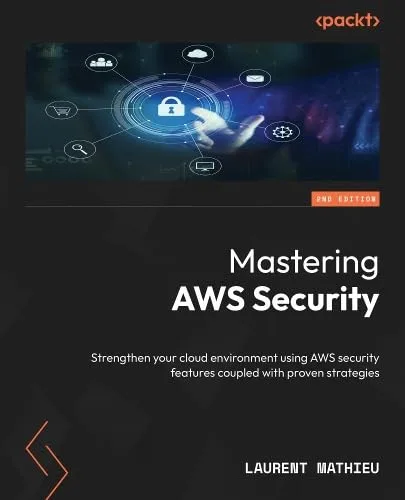 <packt>
2ND EDITION
Mastering
AWS Security
Strengthen your cloud environment using AWS security
features coupled with proven strategies
LAURENT MATHIEU